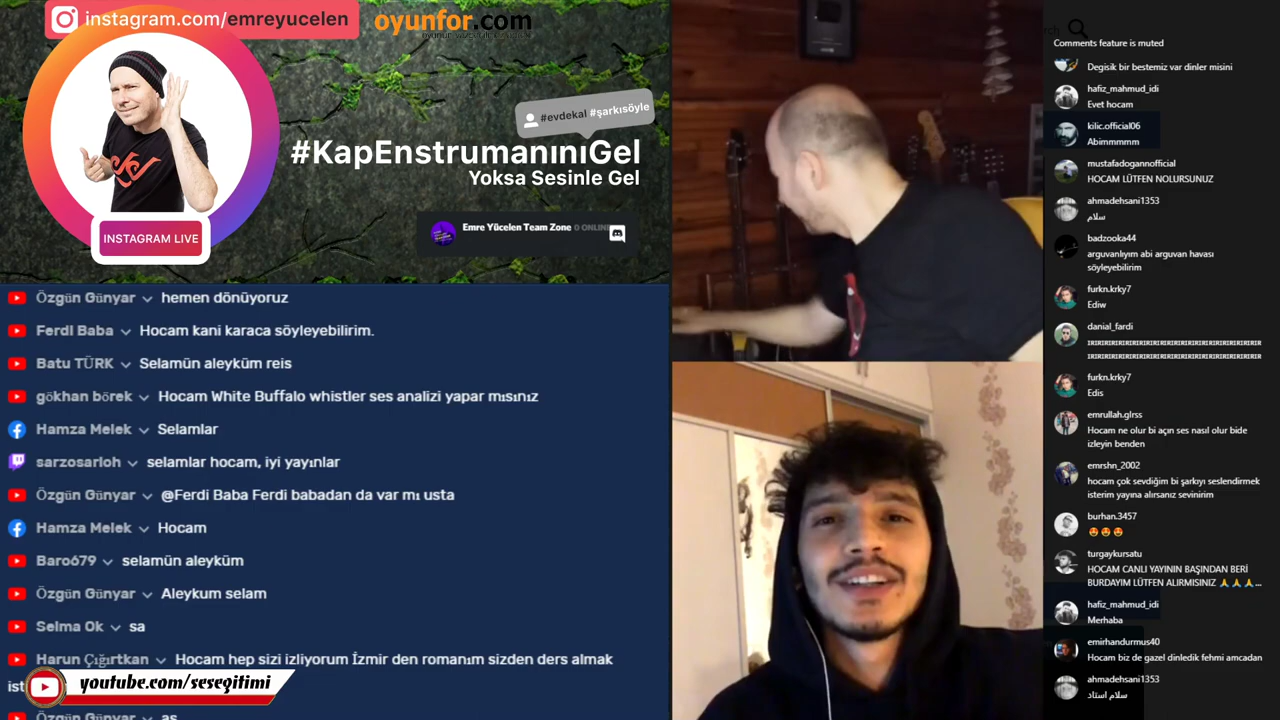 instagram.com/emreyucelen
oyunfor.com
#evdekal #şarkısöyle
#KapEnstrumanınıGel
Yoksa Sesinle Gel
INSTAGRAM LIVE
Emre Yücelen Team Zone 0 ONLINE
Özgün Günyar hemen dönüyoruz
Ferdi Baba Hocam kani karaca söyleyebilirim.
Batu TÜRK Selamün aleyküm reis
gökhan börek Hocam White Buffalo whistler ses analizi yapar mısınız
Hamza Melek Selamlar
sarzosarloh selamlar hocam, iyi yayınlar
Özgün Günyar @Ferdi Baba Ferdi babadan da var mı usta
Hamza Melek Hocam
Baro679 selamün aleyküm
Özgün Günyar Aleykum selam
Selma Ok sa
Harun Çığırtkan Hocam hep sizi izliyorum İzmir den romanım sizden ders almak
ist
youtube.com/sesegitimi
Özgün Günyar as
Comments feature is muted
Degisik bir bestemiz var dinler misini
hafiz_mahmud_idi
Evet hocam
kilic.official06
Abimmmmm
mustafadogannofficial
HOCAM LÜTFEN NOLURSUNUZ
ahmadehsani1353
سلام
badzooka44
arguvanlıyım abi arguvan havası
söyleyebilirim
furkn.krky7
Ediw
danial_fardi
furkn.krky7
Edis
emrullah.glrss
Hocam ne olur bi açın ses nasıl olur bide
izleyin benden
emrshn_2002
hocam çok sevdiğim bi şarkıyı seslendirmek
isterim yayına alırsanız sevinirim
burhan.3457
😍😍😍
turgaykursatu
HOCAM CANLI YAYININ BAŞINDAN BERİ
BURDAYIM LÜTFEN ALIRMISINIZ 🙏🙏🙏...
hafiz_mahmud_idi
Merhaba
emirhandurmus40
Hocam biz de gazel dinledik fehmi amcadan
ahmadehsani1353
سلام استاد